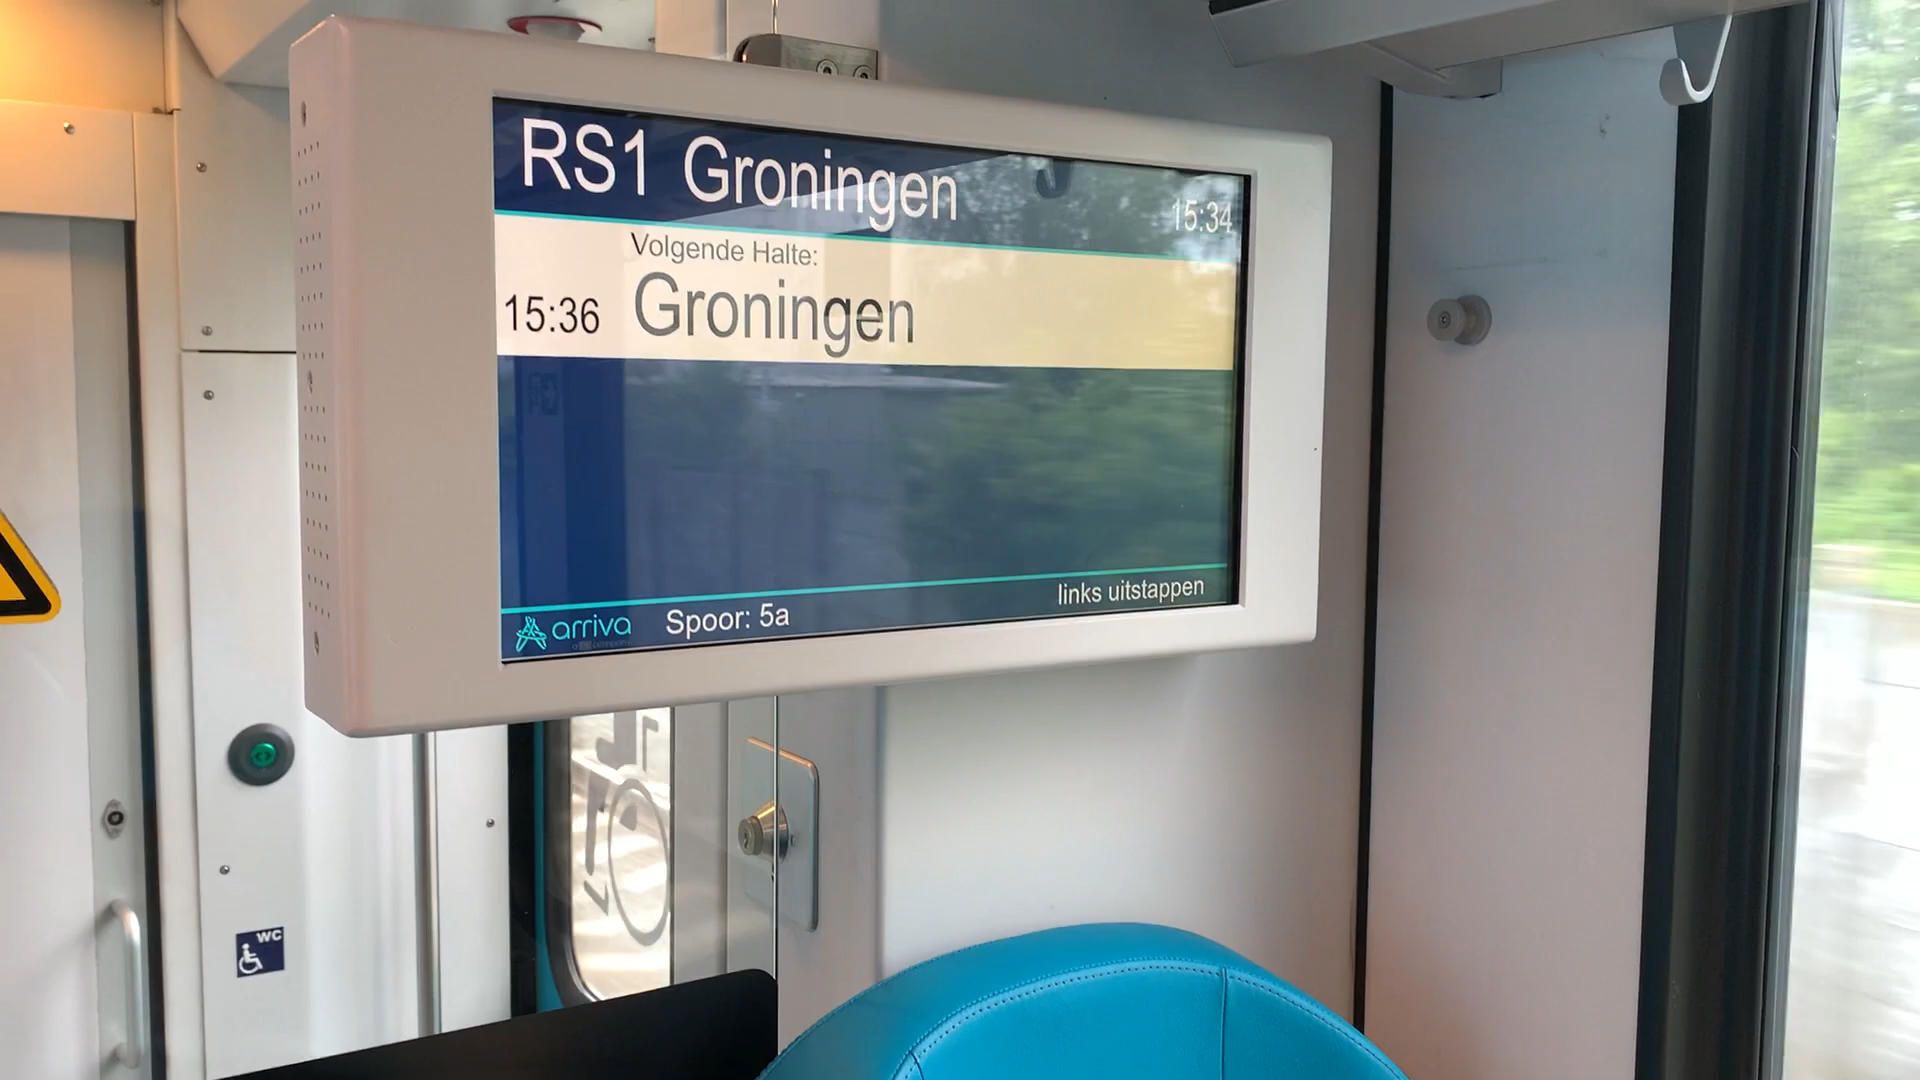 RS1 Groningen
15:34
Volgende Halte:
15:36 Groningen
links uitstappen
arriva Spoor: 5a
WC